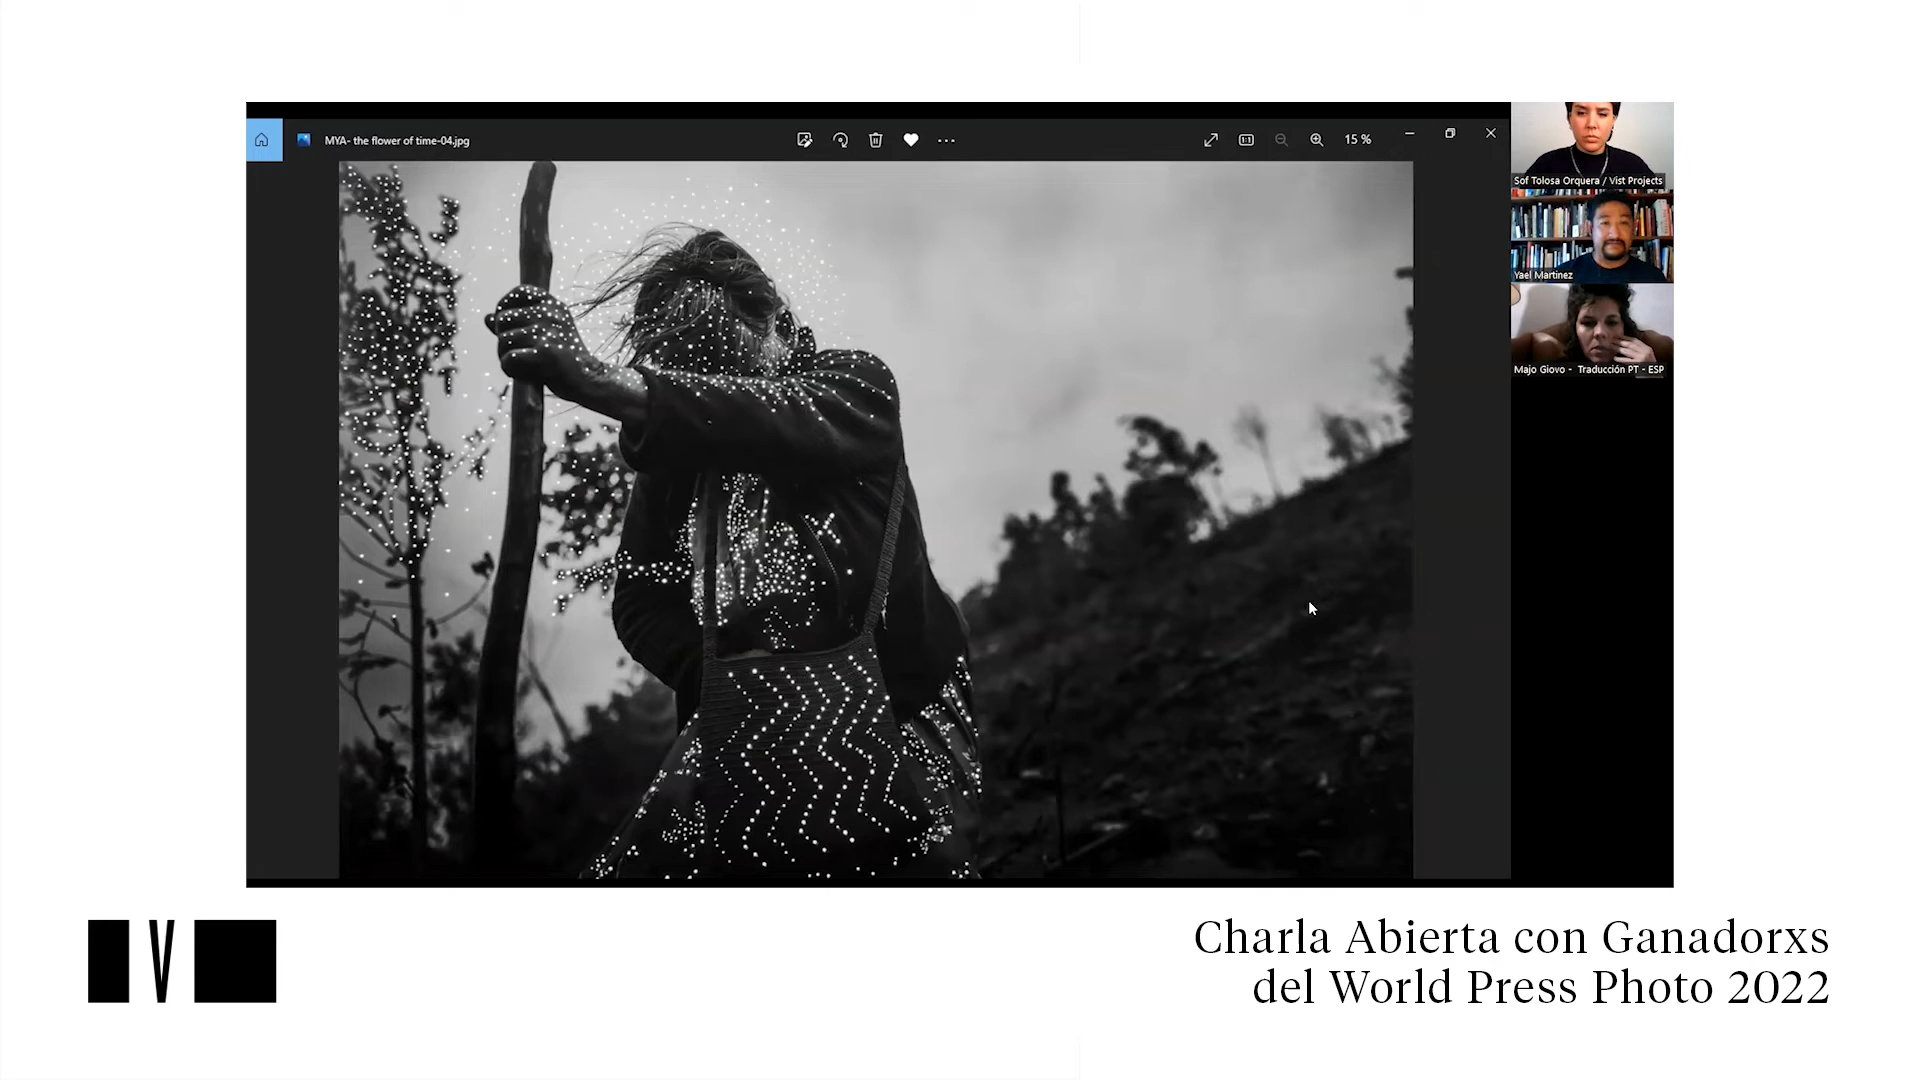 MYA- the flower of time-04.jpg
15 %
Sof Tolosa Orquera / Vist Projects
Yael Martinez
Majo Giovo - Traducción PT - ESP
V
Charla Abierta con Ganadorxs
del World Press Photo 2022